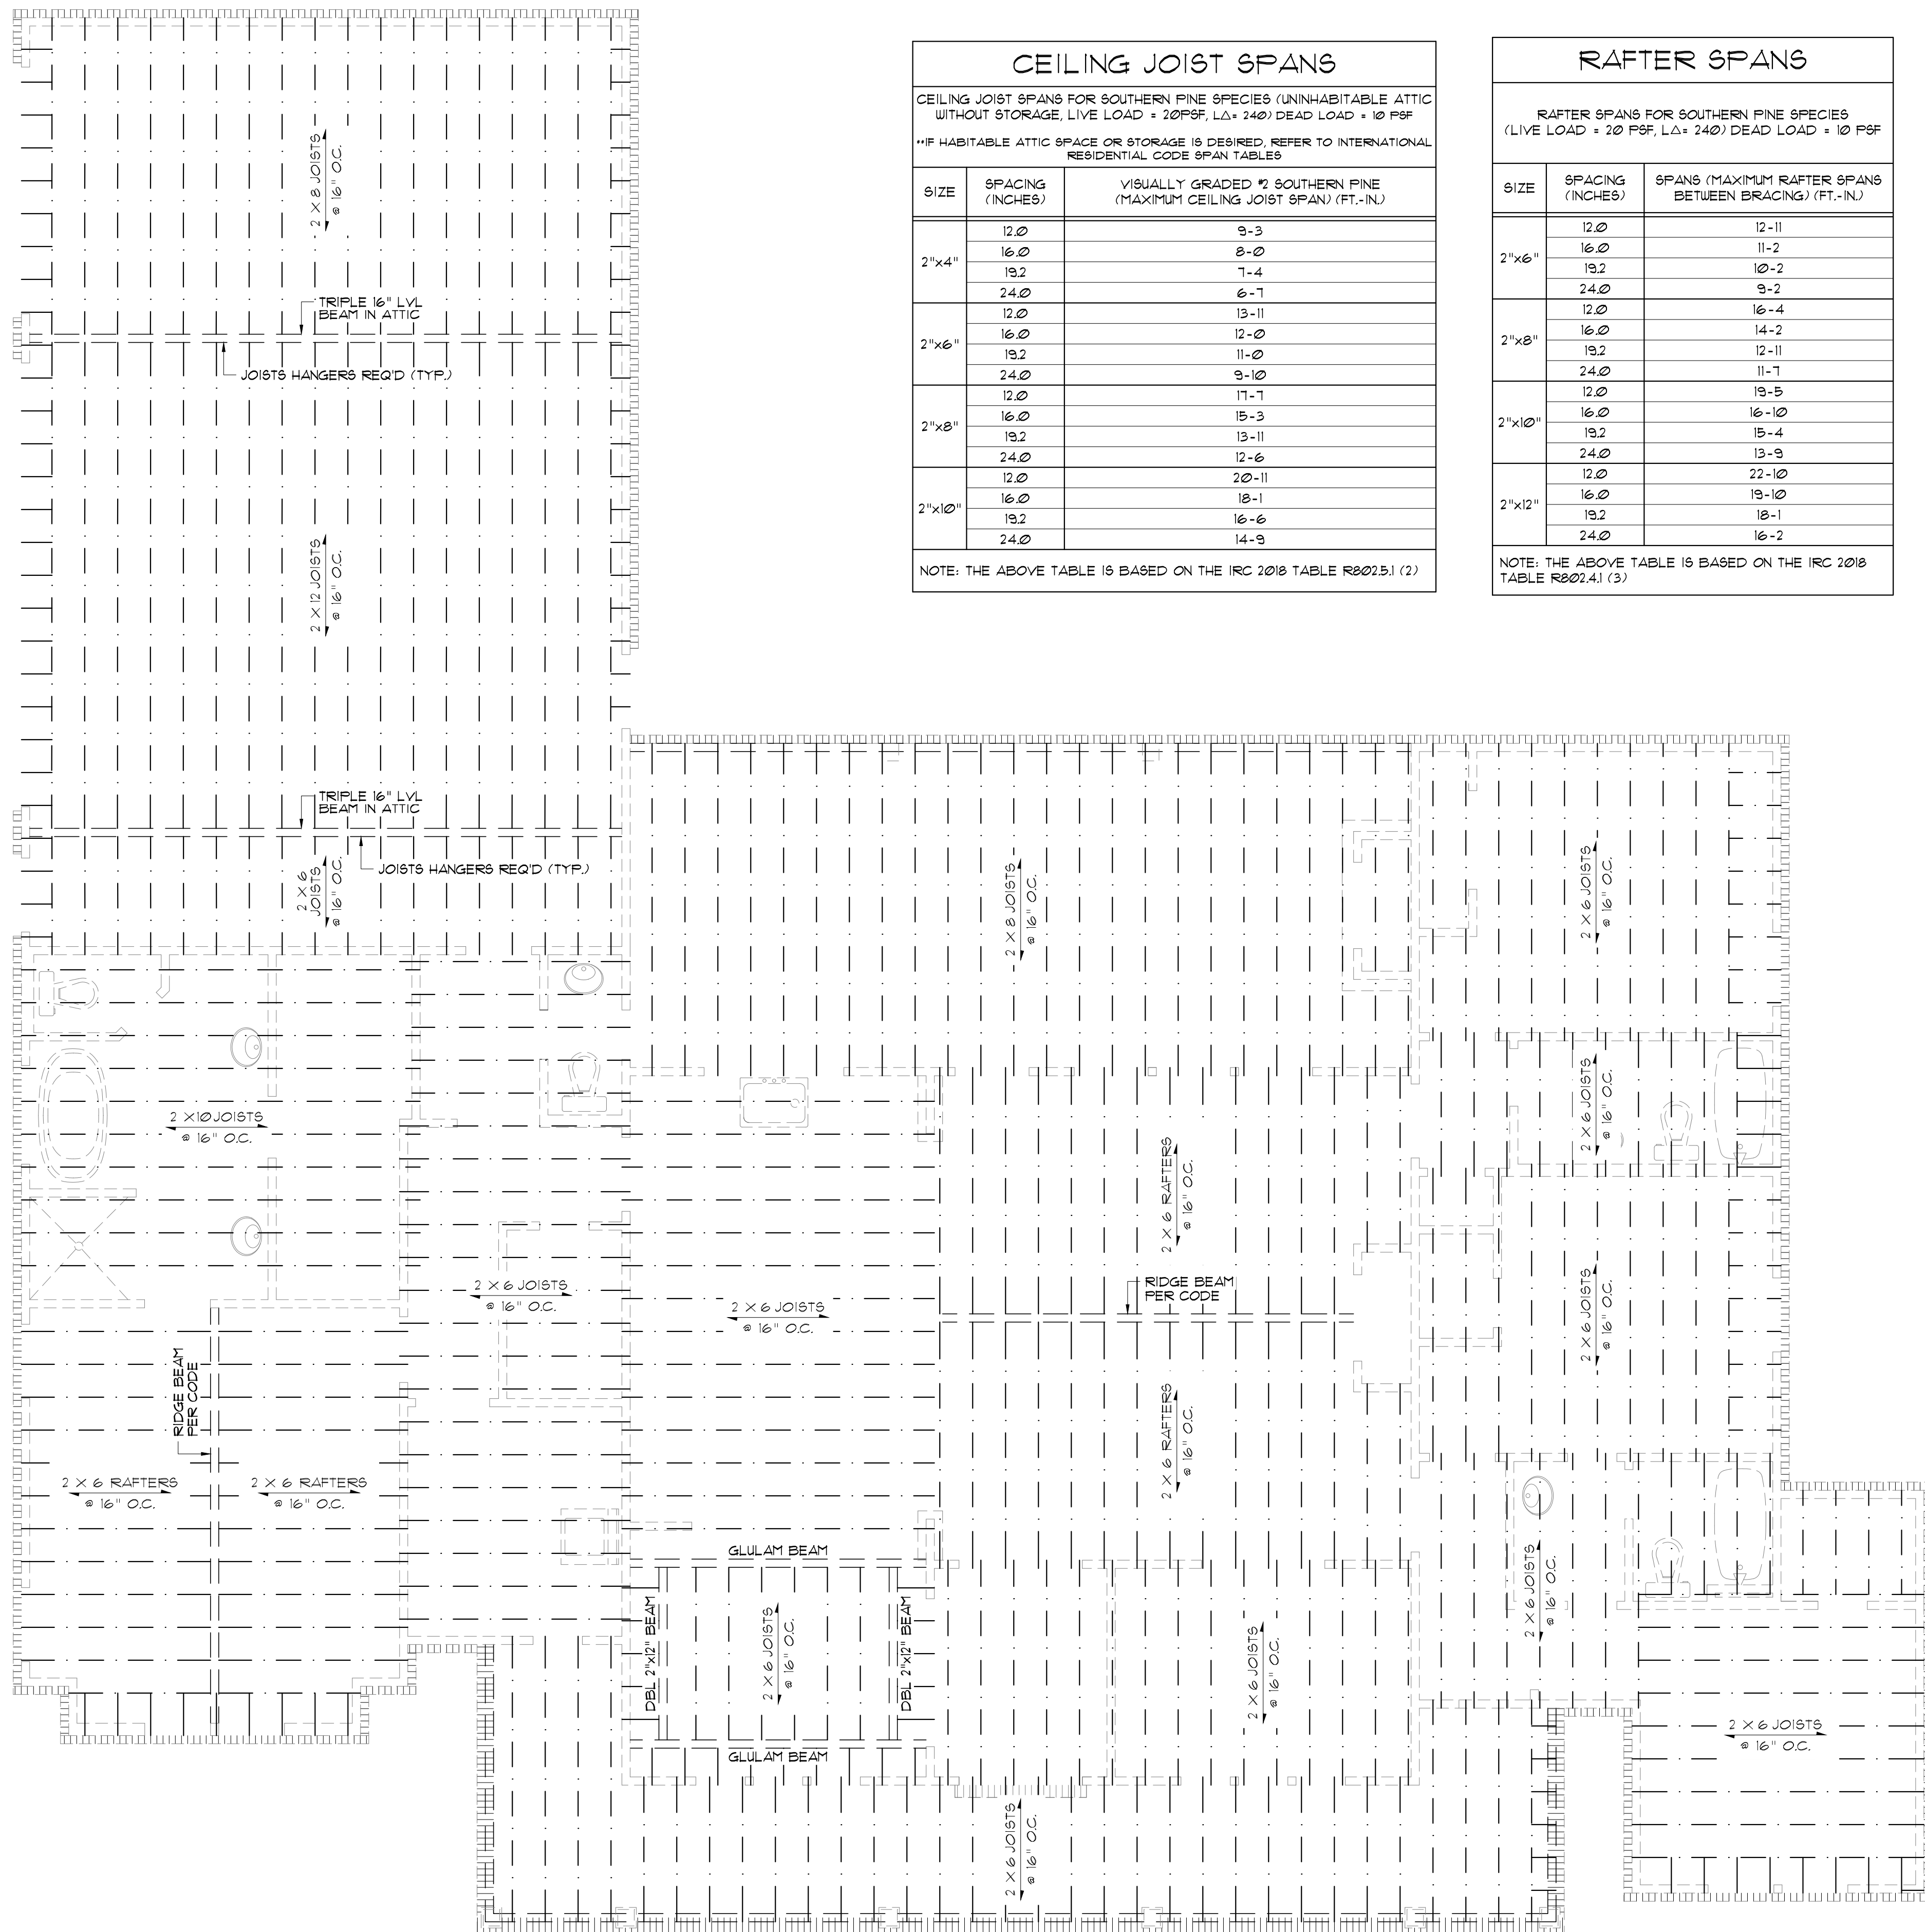 CEILING JOIST SPANS
CEILING JOIST SPANS FOR SOUTHERN PINE SPECIES (UNINHABITABLE ATTIC
WITHOUT STORAGE, LIVE LOAD = 20PSF, L∆= 240) DEAD LOAD = 10 PSF
**IF HABITABLE ATTIC SPACE OR STORAGE IS DESIRED, REFER TO INTERNATIONAL
RESIDENTIAL CODE SPAN TABLES
SIZE
SPACING
(INCHES)
VISUALLY GRADED #2 SOUTHERN PINE
(MAXIMUM CEILING JOIST SPAN) (FT.-IN.)
2"x4"
12.0 9-3
16.0 8-0
19.2 7-4
24.0 6-7
2"x6"
12.0 13-11
16.0 12-0
19.2 11-0
24.0 9-10
2"x8"
12.0 17-7
16.0 15-3
19.2 13-11
24.0 12-6
2"x10"
12.0 20-11
16.0 18-1
19.2 16-6
24.0 14-9
NOTE: THE ABOVE TABLE IS BASED ON THE IRC 2018 TABLE R802.5.1 (2)
RAFTER SPANS
RAFTER SPANS FOR SOUTHERN PINE SPECIES
(LIVE LOAD = 20 PSF, L∆= 240) DEAD LOAD = 10 PSF
SIZE
SPACING
(INCHES)
SPANS (MAXIMUM RAFTER SPANS
BETWEEN BRACING) (FT.-IN.)
2"x6"
12.0 12-11
16.0 11-2
19.2 10-2
24.0 9-2
2"x8"
12.0 16-4
16.0 14-2
19.2 12-11
24.0 11-7
2"x10"
12.0 19-5
16.0 16-10
19.2 15-4
24.0 13-9
2"x12"
12.0 22-10
16.0 19-10
19.2 18-1
24.0 16-2
NOTE: THE ABOVE TABLE IS BASED ON THE IRC 2018
TABLE R802.4.1 (3)
2 X 8 JOISTS
@ 16" O.C.
TRIPLE 16" LVL
BEAM IN ATTIC
JOISTS HANGERS REQ'D (TYP.)
2 X 12 JOISTS
@ 16" O.C.
TRIPLE 16" LVL
BEAM IN ATTIC
JOISTS HANGERS REQ'D (TYP.)
2 X 6
JOISTS
@ 16" O.C.
2 X 8 JOISTS
@ 16" O.C.
2 X 6 JOISTS
@ 16" O.C.
2 X10 JOISTS
@ 16" O.C.
2 X 6 JOISTS
@ 16" O.C.
2 X 6 RAFTERS
@ 16" O.C.
2 X 6 JOISTS
@ 16" O.C.
2 X 6 JOISTS
@ 16" O.C.
RIDGE BEAM
PER CODE
2 X 6 JOISTS
@ 16" O.C.
RIDGE BEAM
PER CODE
2 X 6 RAFTERS
@ 16" O.C.
2 X 6 RAFTERS
@ 16" O.C.
2 X 6 RAFTERS
@ 16" O.C.
GLULAM BEAM
DBL 2"x12" BEAM
2 X 6 JOISTS
@ 16" O.C.
DBL 2"x12" BEAM
GLULAM BEAM
2 X 6 JOISTS
@ 16" O.C.
2 X 6 JOISTS
@ 16" O.C.
2 X 6 JOISTS
@ 16" O.C.
2 X 6 JOISTS
@ 16" O.C.